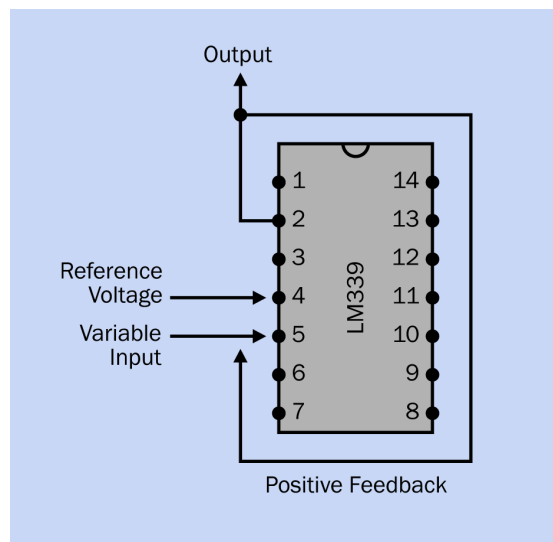 Output
1 14
2 13
3 12
Reference
Voltage
4 11
LM339
Variable
Input
5 10
6 9
7 8
Positive Feedback